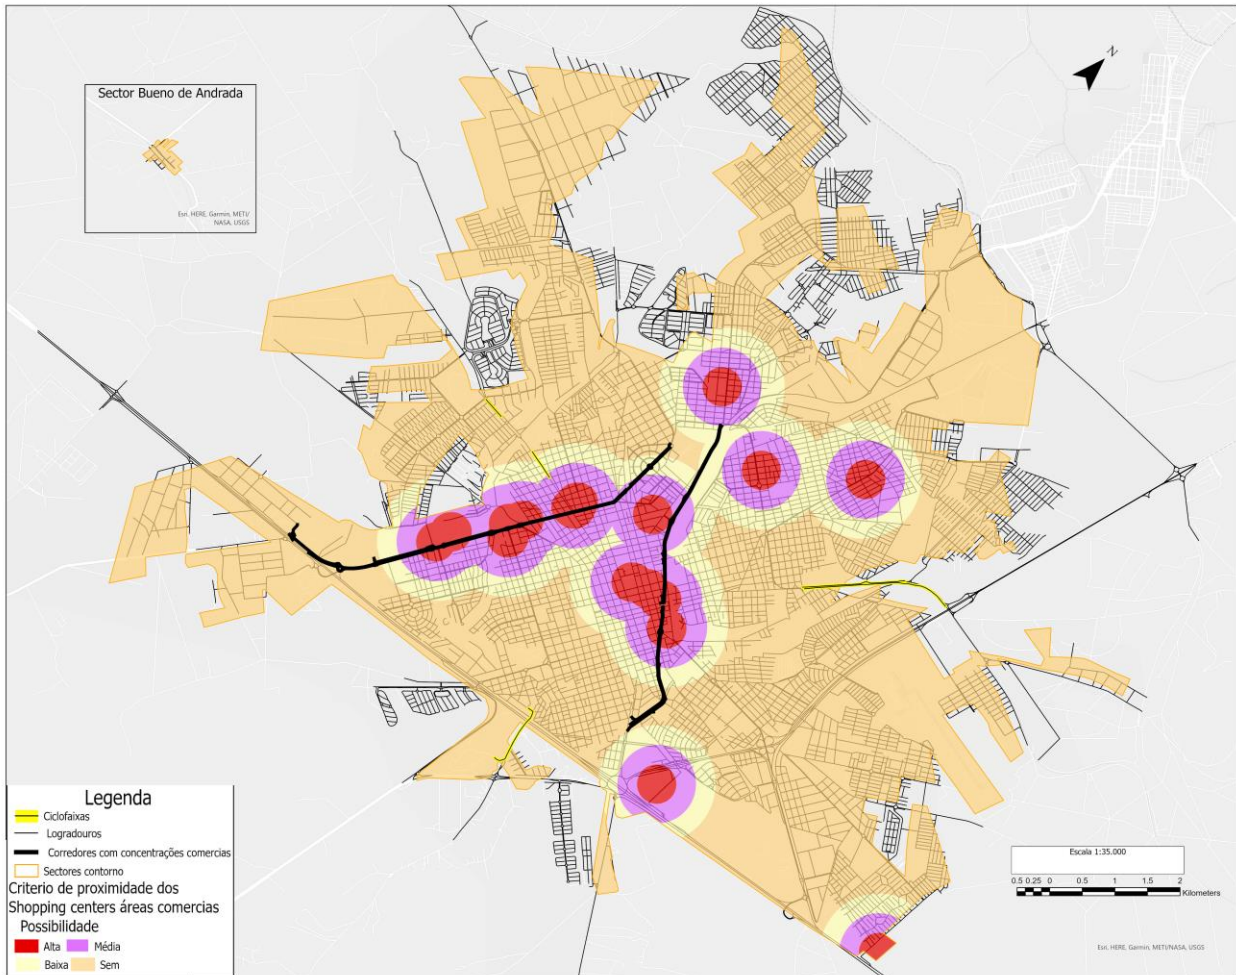 Sector Bueno de Andrada
Esri, HERE, Garmin, METI/
NASA, USGS
N
Legenda
Ciclofaixas
Logradouros
Corredores com concentrações comercias
Sectores contorno
Criterio de proximidade dos
Shopping centers áreas comercias
Possibilidade
Alta Média
Baixa Sem
Escala 1:35.000
0.5 0.25 0 0.5 1 1.5 2
Kilometers
Esri, HERE, Garmin, METI/NASA, USGS